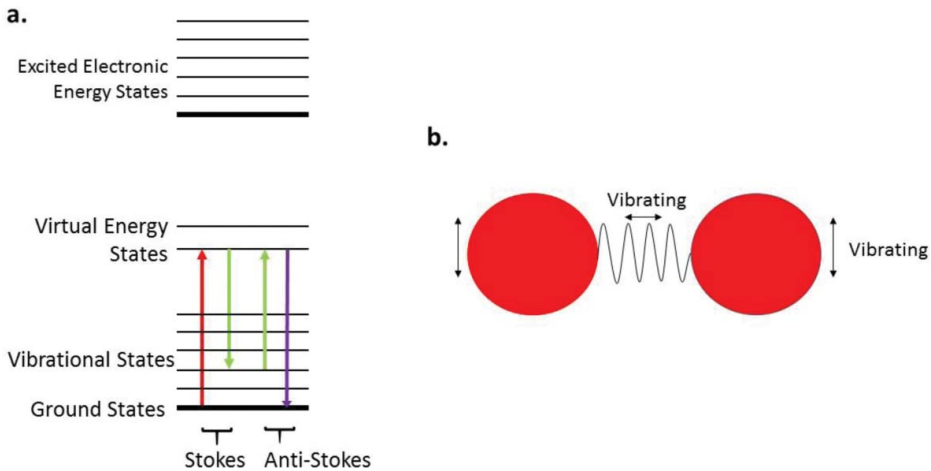 a.
Excited Electronic
Energy States
b.
Vibrating
Vibrating
Virtual Energy
States
Vibrational States
Ground States
Stokes
Anti-Stokes